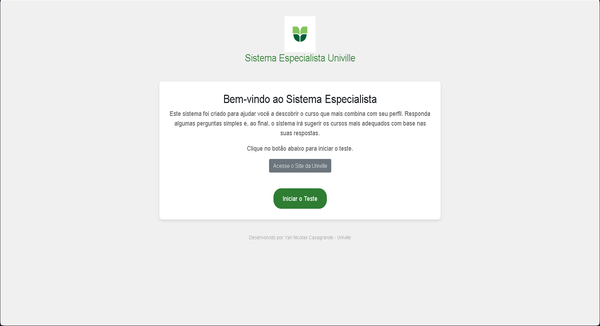 Sistema Especialista Univille
Bem-vindo ao Sistema Especialista
Este sistema foi criado para ajudar você a descobrir o curso que mais combina com seu perfil. Responda
algumas perguntas simples e, ao final, o sistema irá sugerir os cursos mais adequados com base nas
suas respostas.
Clique no botão abaixo para iniciar o teste.
Acesse o Site da Univille
Iniciar o Teste
Desenvolvido por Yan Nicolas Casagrande - Univille